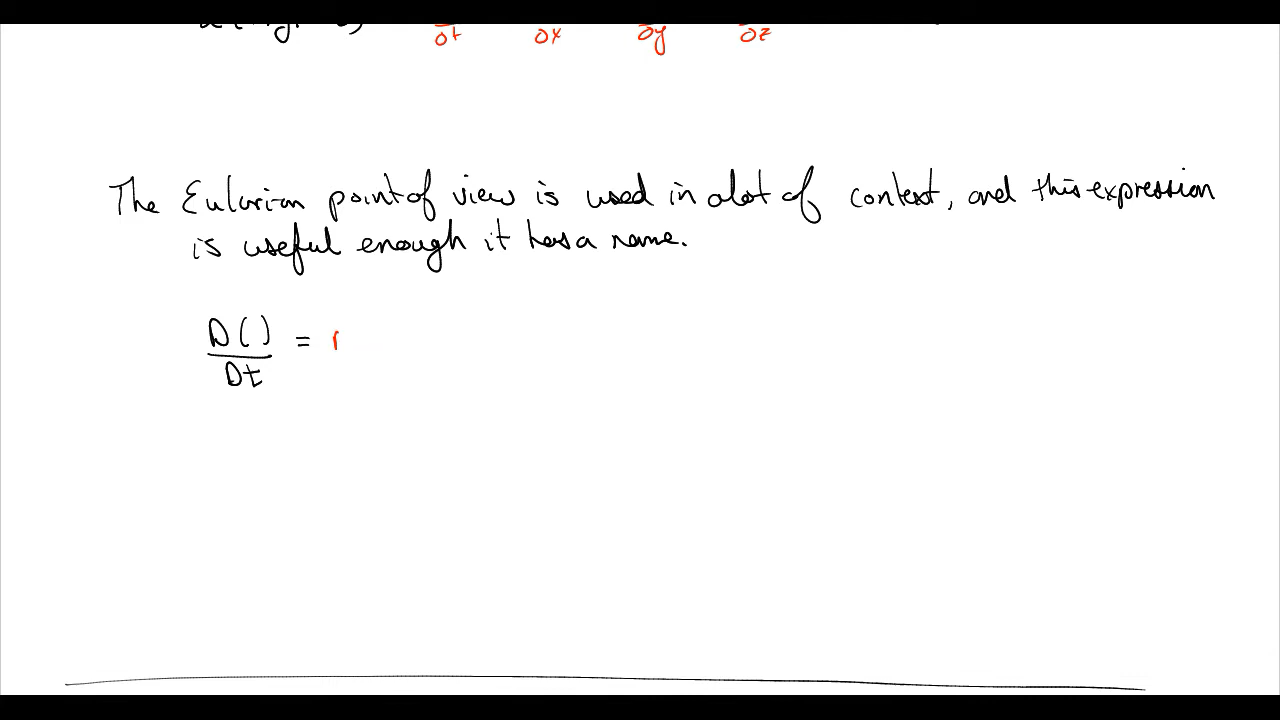 ∂t ∂x ∂y ∂z
The Eularian point of view is used in a lot of context, and this expression
is useful enough it has a name.
D( )
=
Dt